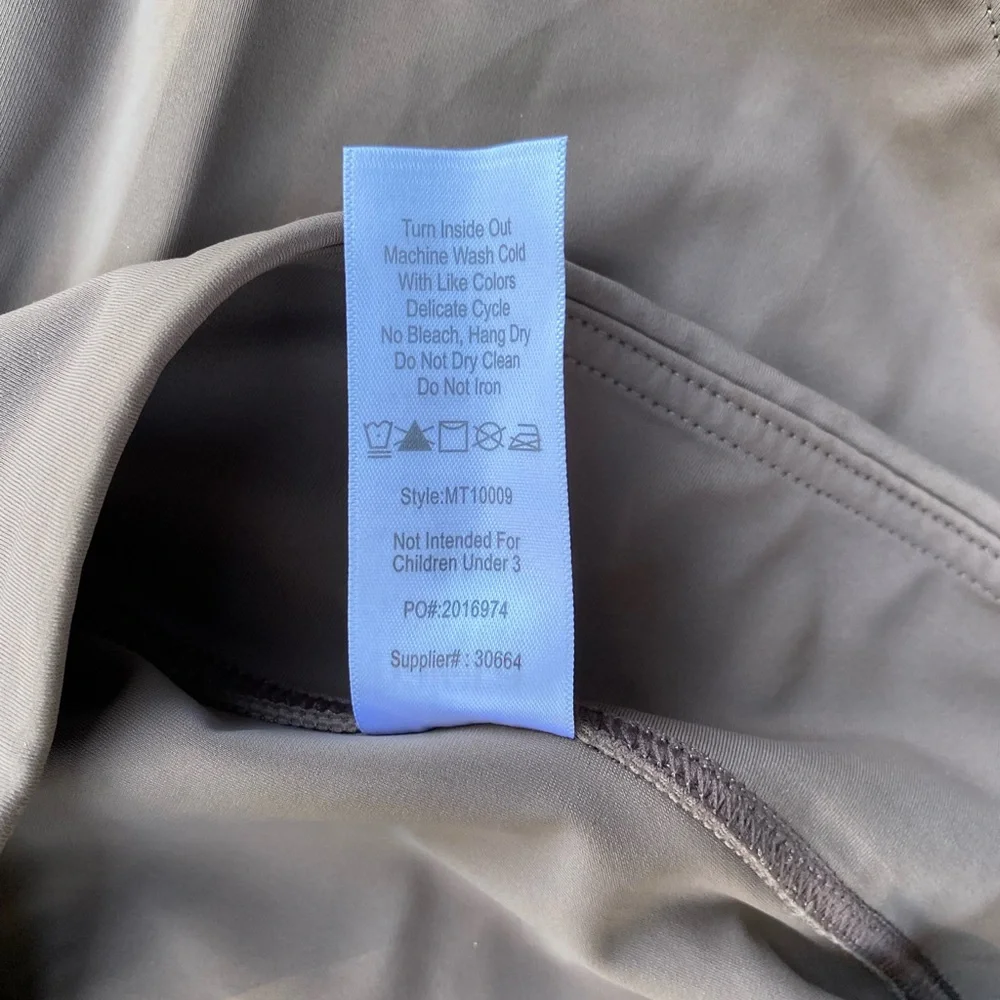 Turn Inside Out
Machine Wash Cold
With Like Colors
Delicate Cycle
No Bleach, Hang Dry
Do Not Dry Clean
Do Not Iron
Style:MT10009
Not Intended For
Children Under 3
PO#:2016974
Supplier# : 30664